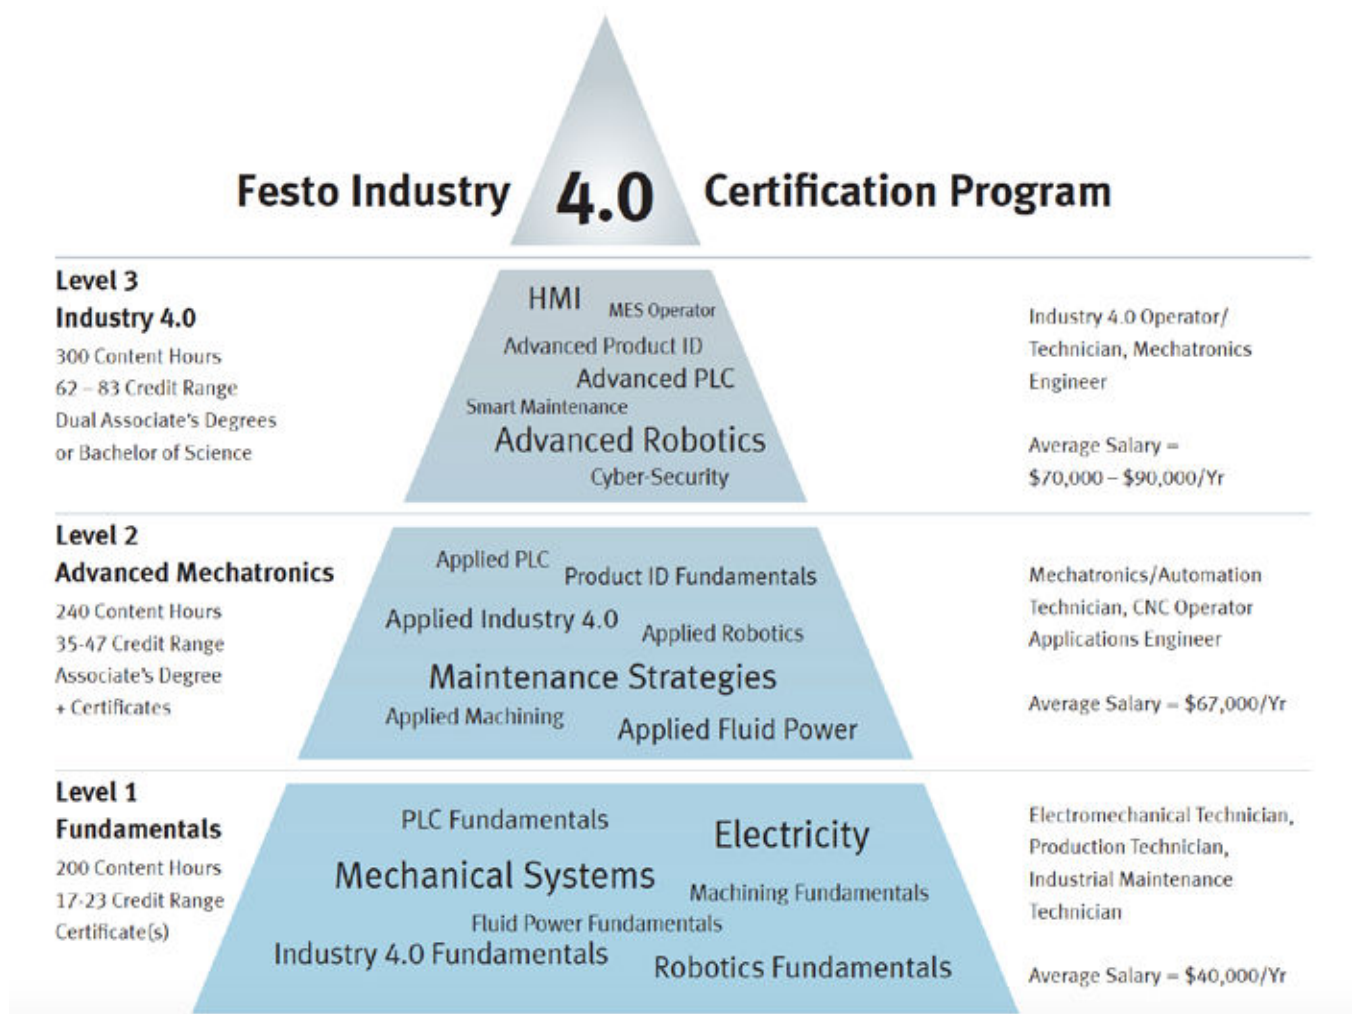 Festo Industry 4.0 Certification Program
Level 3
Industry 4.0
300 Content Hours
62 – 83 Credit Range
Dual Associate's Degrees
or Bachelor of Science
HMI
MES Operator
Advanced Product ID
Advanced PLC
Smart Maintenance
Advanced Robotics
Cyber-Security
Industry 4.0 Operator/
Technician, Mechatronics
Engineer
Average Salary =
$70,000 – $90,000/Yr
Level 2
Advanced Mechatronics
240 Content Hours
35-47 Credit Range
Associate's Degree
+ Certificates
Applied PLC
Product ID Fundamentals
Applied Industry 4.0
Applied Robotics
Maintenance Strategies
Applied Machining
Applied Fluid Power
Mechatronics/Automation
Technician, CNC Operator
Applications Engineer
Average Salary = $67,000/Yr
Level 1
Fundamentals
200 Content Hours
17-23 Credit Range
Certificate(s)
PLC Fundamentals
Electricity
Mechanical Systems
Machining Fundamentals
Fluid Power Fundamentals
Industry 4.0 Fundamentals
Robotics Fundamentals
Electromechanical Technician,
Production Technician,
Industrial Maintenance
Technician
Average Salary = $40,000/Yr